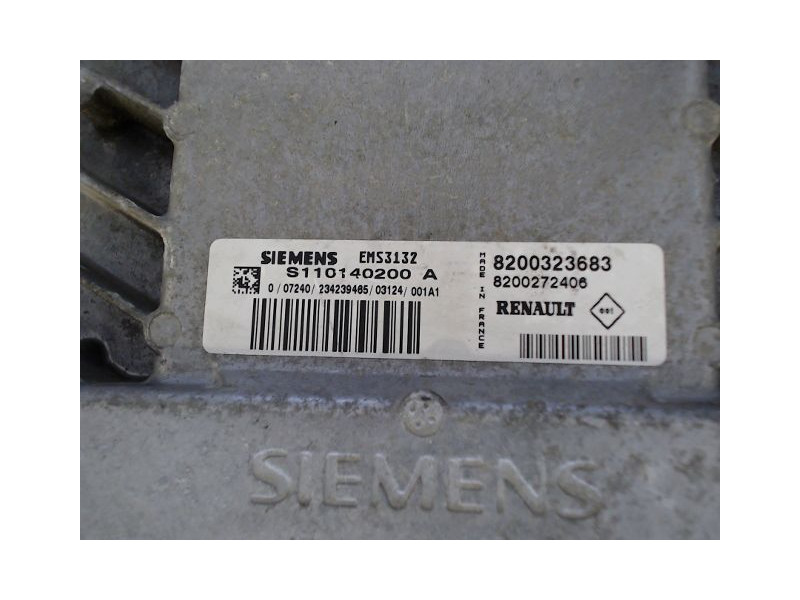 SIEMENS EMS3132
S110140200 A
0/07240/234239465/03124/001A1
MADE IN FRANCE
8200323683
8200272406
RENAULT
SIEMENS